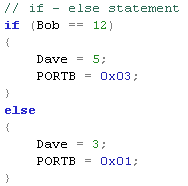 // if - else statement
if (Bob == 12)
{
Dave = 5;
PORTB = 0x03;
}
else
{
Dave = 3;
PORTB = 0x01;
}